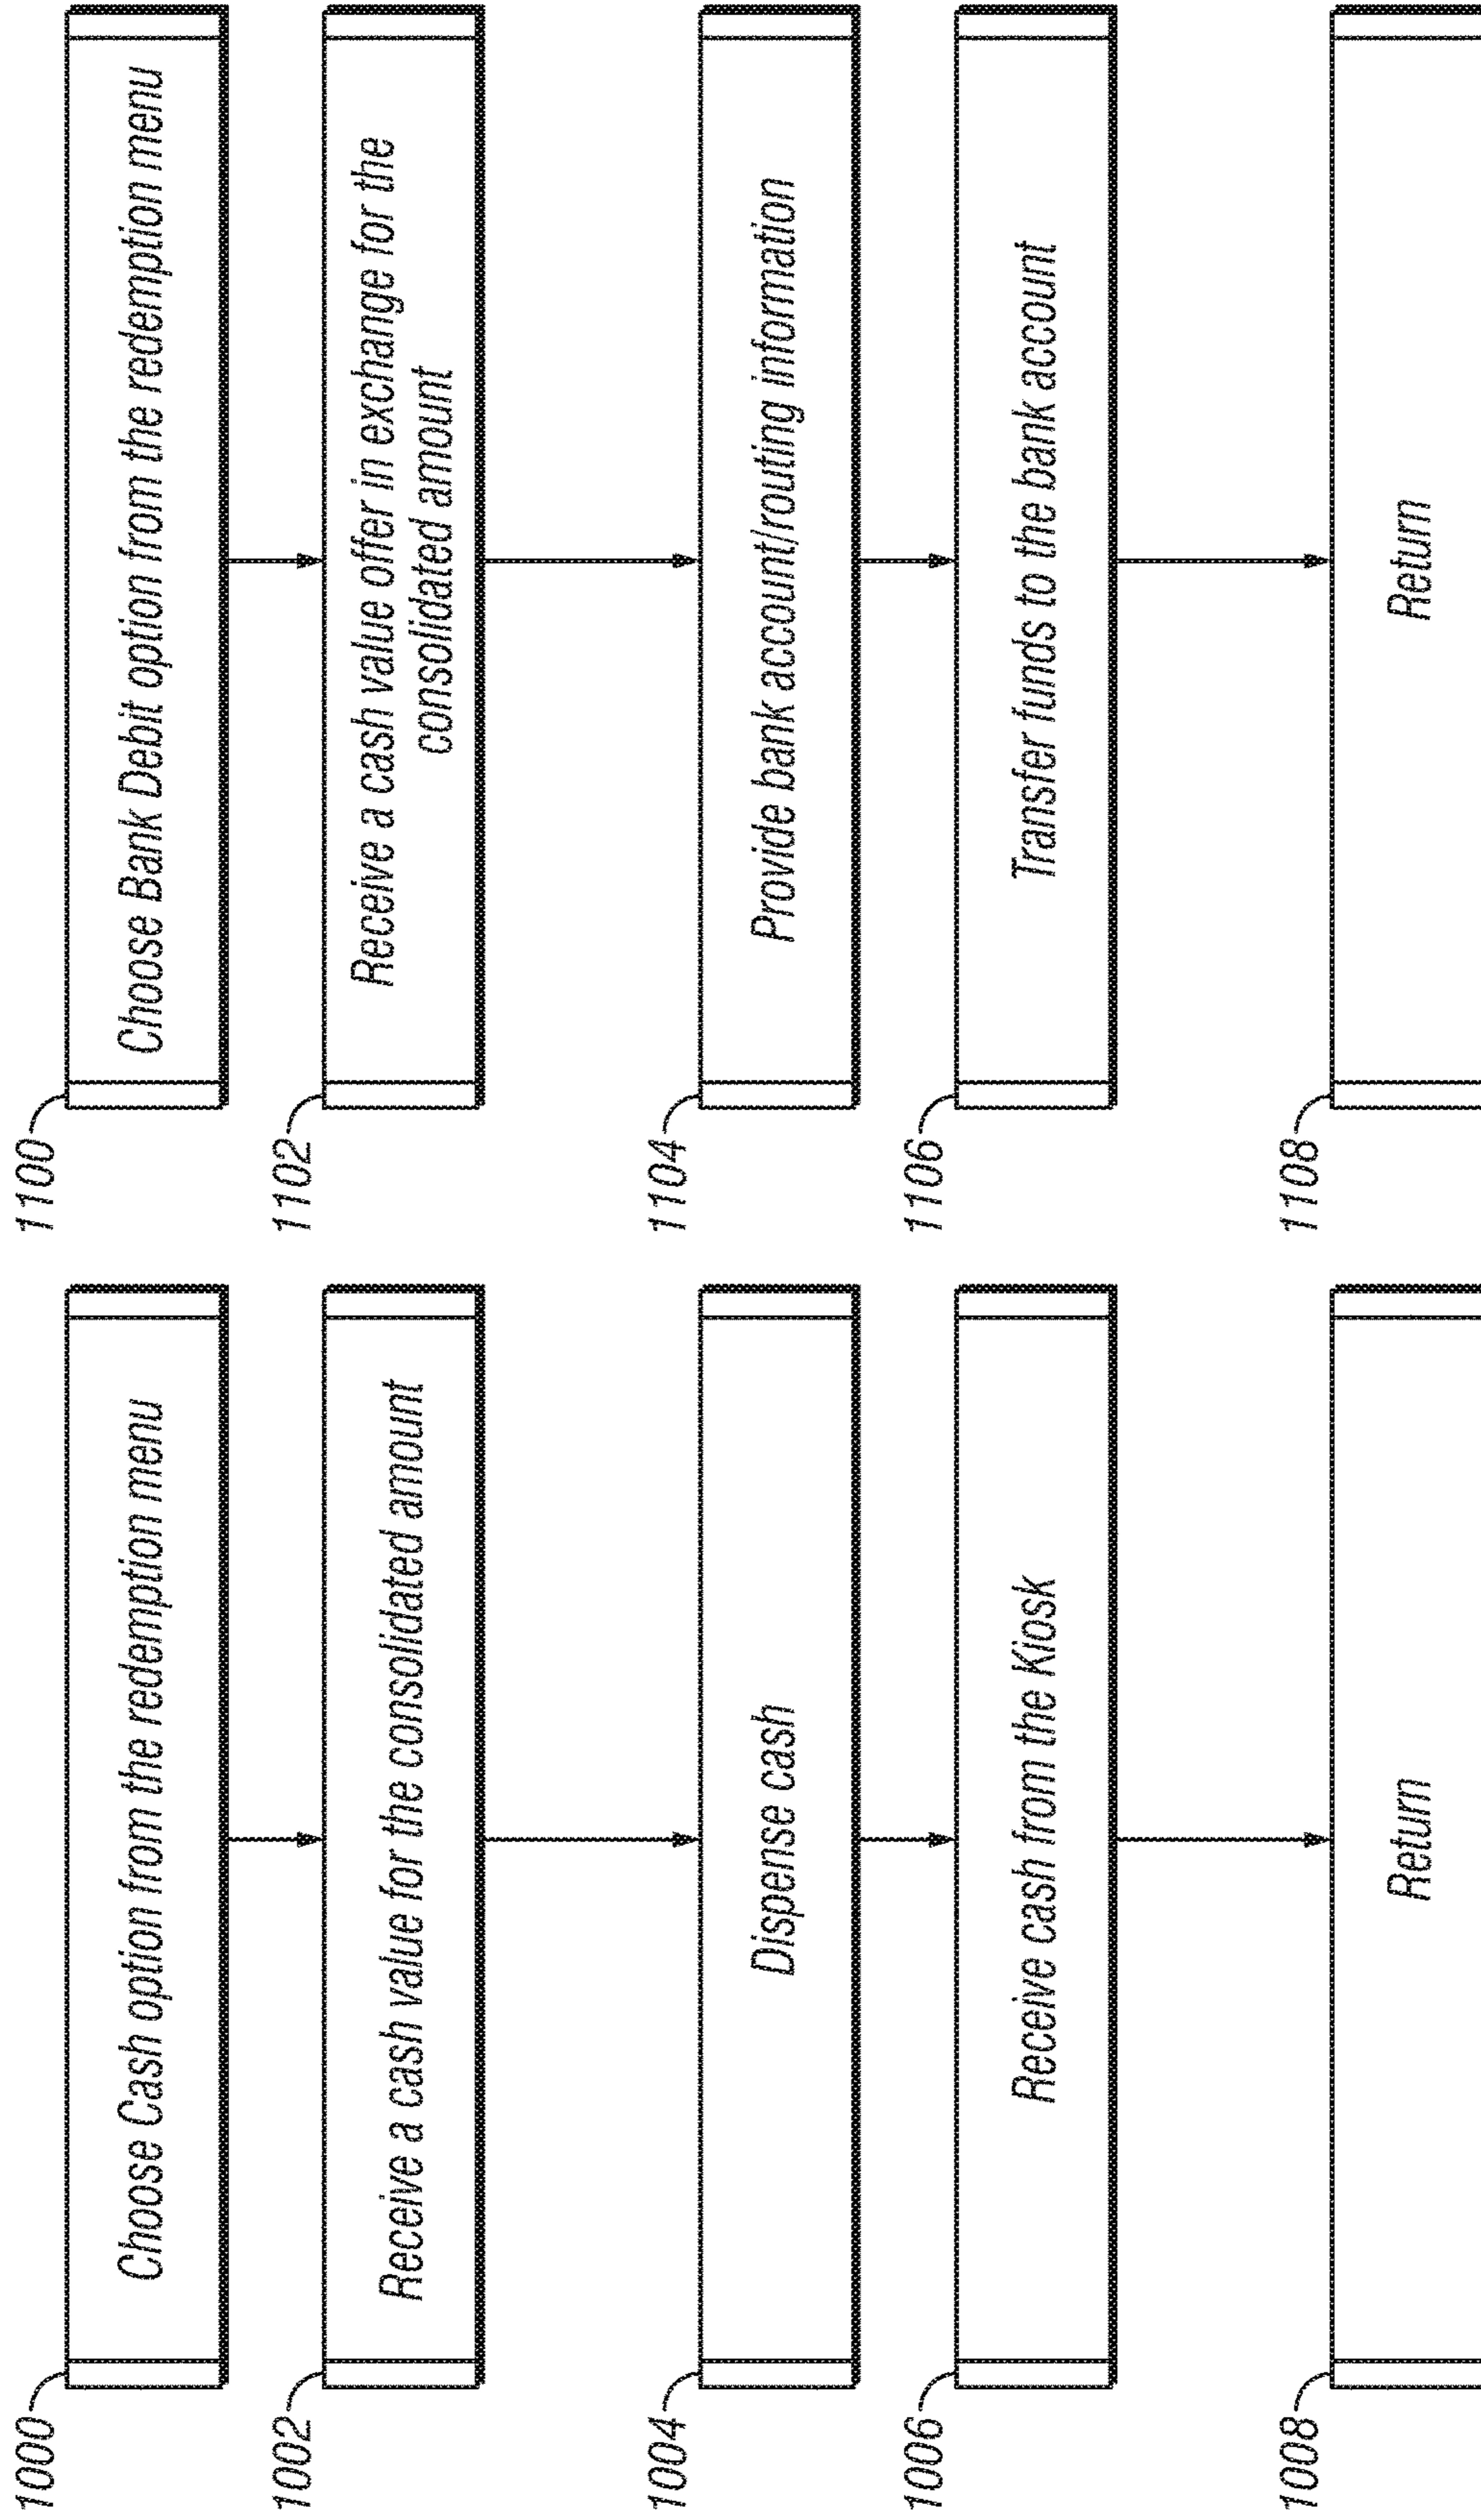 1000
Choose Cash option from the redemption menu
1002
Receive a cash value for the consolidated amount
1004
Dispense cash
1006
Receive cash from the Kiosk
1008
Return
1100
Choose Bank Debit option from the redemption menu
1102
Receive a cash value offer in exchange for the
consolidated amount
1104
Provide bank account/routing information
1106
Transfer funds to the bank account
1108
Return